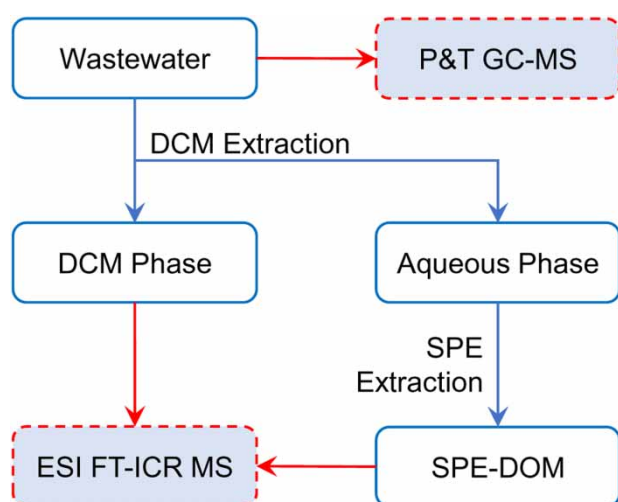 Wastewater
P&T GC-MS
DCM Extraction
DCM Phase
Aqueous Phase
SPE
Extraction
ESI FT-ICR MS
SPE-DOM